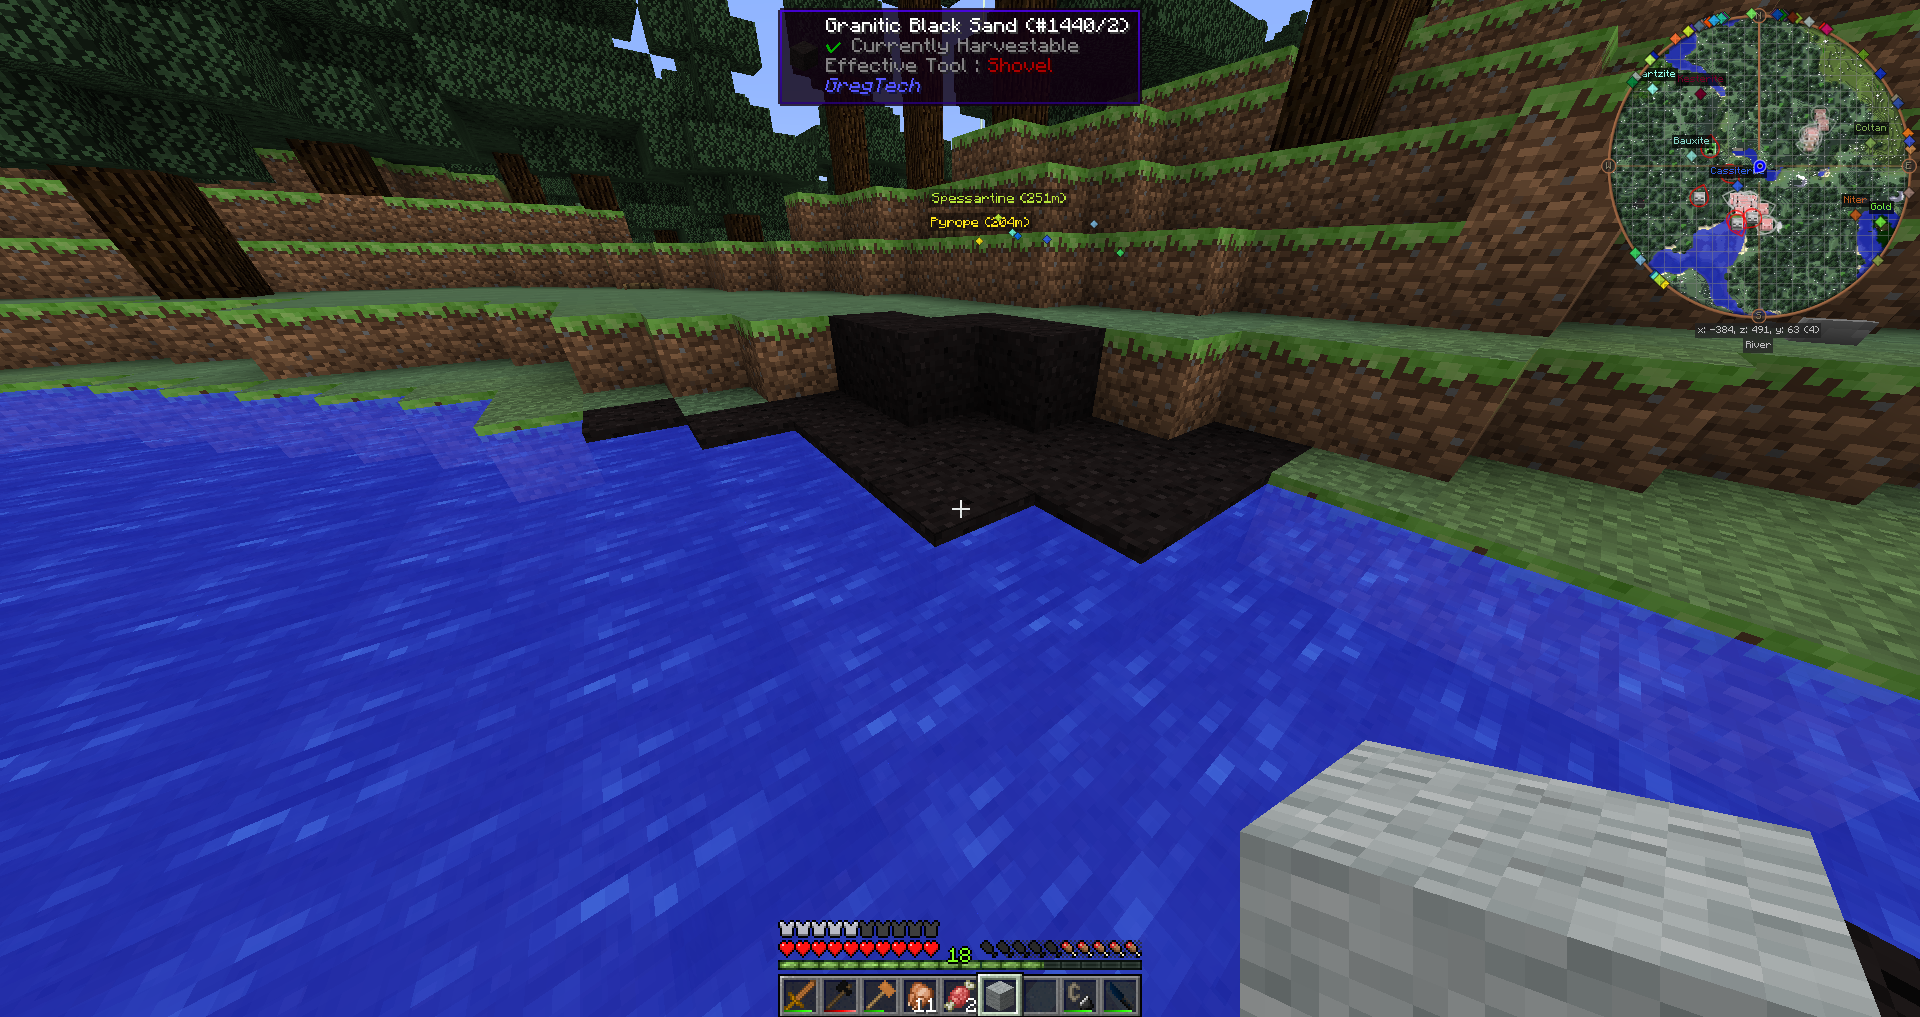 Granitic Black Sand (#1440/2)
✓ Currently Harvestable
Effective Tool : Shovel
GregTech
Spessartine (251m)
Pyrope (204m)
artzite
Bauxite
Cassiter
Coltan
Niter
Gold
N
W
S
x: -384, z: 491, y: 63 (4)
River
18
11
2